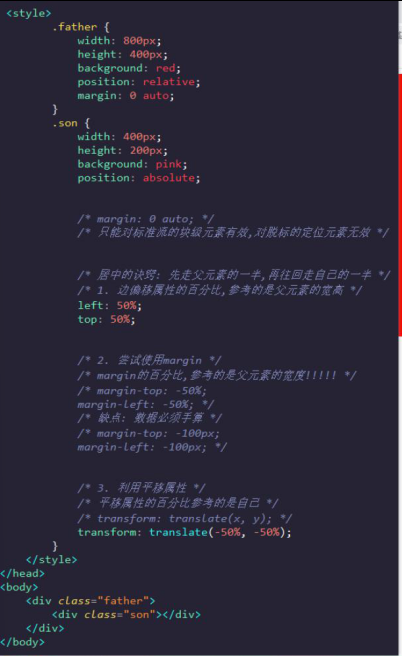 <style>
.father {
width: 800px;
height: 400px;
background: red;
position: relative;
margin: 0 auto;
}
.son {
width: 400px;
height: 200px;
background: pink;
position: absolute;
/* margin: 0 auto; */
/* 只能对标准流的块级元素有效,对脱标的定位元素无效 */
/* 居中的诀窍: 先走父元素的一半,再往回走自己的一半 */
/* 1. 边偏移属性的百分比,参考的是父元素的宽高 */
left: 50%;
top: 50%;
/* 2. 尝试使用margin */
/* margin的百分比,参考的是父元素的宽度!!!!! */
/* margin-top: -50%;
margin-left: -50%; */
/* 缺点: 数据必须手算 */
/* margin-top: -100px;
margin-left: -100px; */
/* 3. 利用平移属性 */
/* 平移属性的百分比参考的是自己 */
/* transform: translate(x, y); */
transform: translate(-50%, -50%);
}
</style>
</head>
<body>
<div class="father">
<div class="son"></div>
</div>
</body>